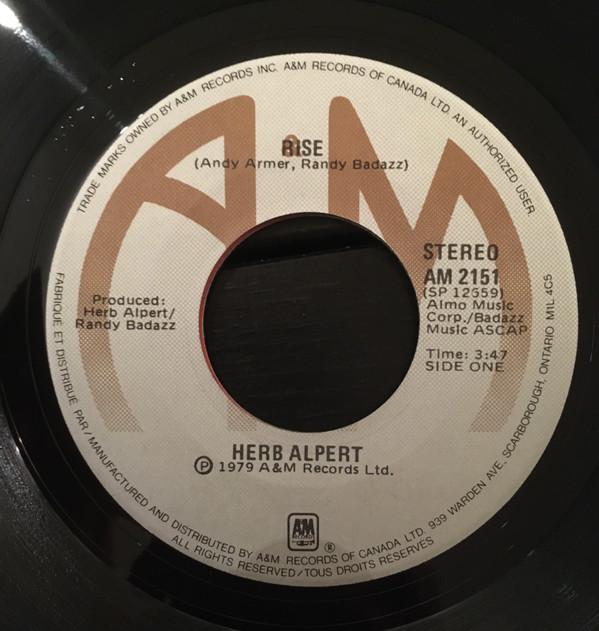 TRADE MARKS OWNED BY A&M RECORDS INC. A&M RECORDS OF CANADA LTD. AN AUTHORIZED USER
A&M
RISE
(Andy Armer, Randy Badazz)
STEREO
AM 2151
(SP 12559)
Almo Music
Corp./Badazz
Music ASCAP
Time: 3:47
SIDE ONE
Produced:
Herb Alpert/
Randy Badazz
HERB ALPERT
Ⓟ 1979 A&M Records Ltd.
A&M
RECORDS
®
FABRIQUÉ ET DISTRIBUÉ PAR/MANUFACTURED AND DISTRIBUTED BY A&M RECORDS OF CANADA LTD. 939 WARDEN AVE, SCARBOROUGH, ONTARIO M1L 4C5
ALL RIGHTS RESERVED/TOUS DROITS RESERVÉS